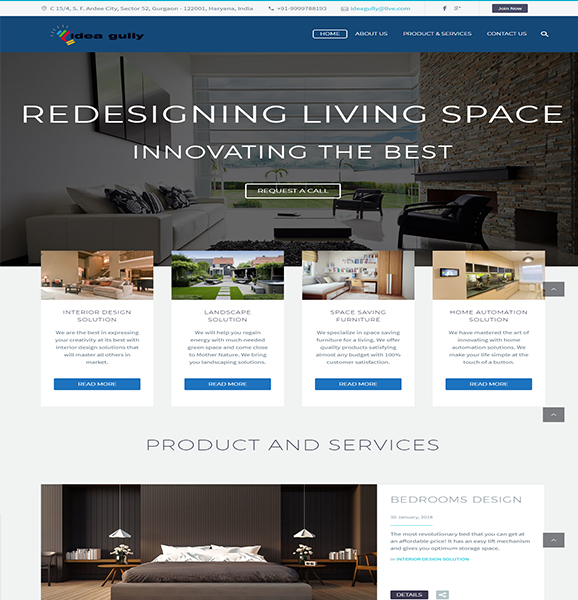 C 15/4, S. F. Ardee City, Sector 52, Gurgaon - 122001, Haryana, India +91-9999788193 ideagully@live.com Join Now
idea gully
HOME ABOUT US PRODUCT & SERVICES CONTACT US
REDESIGNING LIVING SPACE
INNOVATING THE BEST
REQUEST A CALL
INTERIOR DESIGN
SOLUTION
We are the best in expressing
your creativity at its best with
interior design solutions that
will master all others in
market.
READ MORE
LANDSCAPE
SOLUTION
We will help you regain
energy with much needed
green space and come close
to Mother Nature. We bring
you landscaping solutions.
READ MORE
SPACE SAVING
FURNITURE
We specialize in space saving
furniture for a living. We offer
quality products satisfying
almost any budget with 100%
customer satisfaction.
READ MORE
HOME AUTOMATION
SOLUTION
We have mastered the art of
innovating with home
automation solutions. We
make your life simple at the
touch of a button.
READ MORE
PRODUCT AND SERVICES
BEDROOMS DESIGN
30 January, 2018
The most revolutionary bed that you can get at
an affordable price! It has an easy lift mechanism
and gives you optimum storage space.
in INTERIOR DESIGN SOLUTION
DETAILS